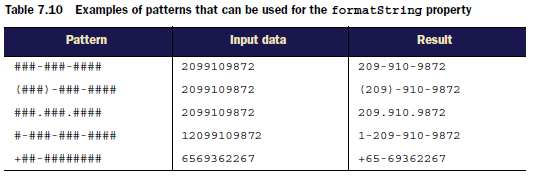 Table 7.10 Examples of patterns that can be used for the formatString property
Pattern Input data Result
###-###-#### 2099109872 209-910-9872
(###)-###-#### 2099109872 (209)-910-9872
###.###.#### 2099109872 209.910.9872
#-###-###-#### 12099109872 1-209-910-9872
+##-######## 6569362267 +65-69362267